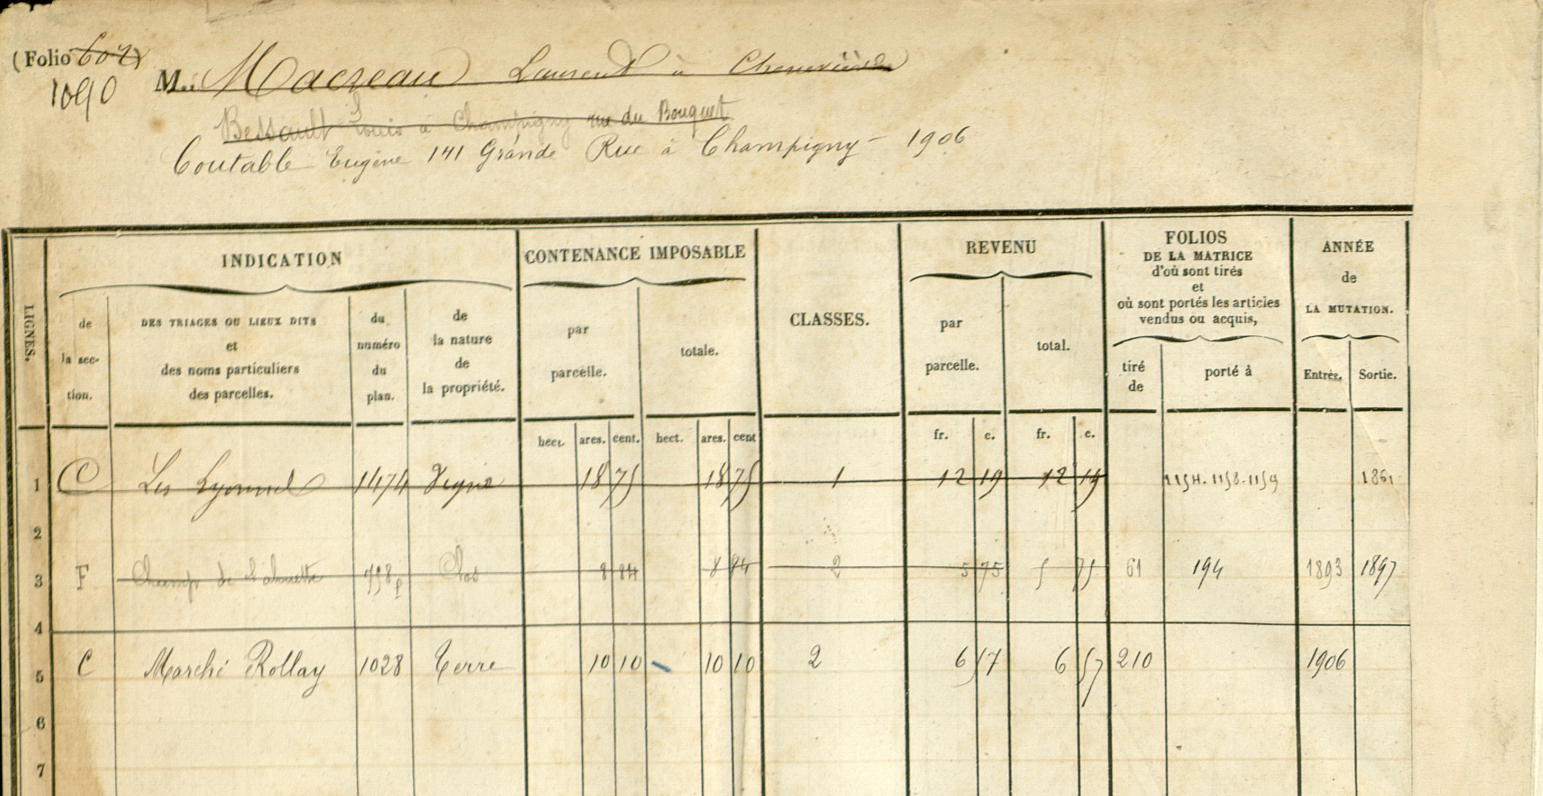 (Folio 607)
1090
M. Laurent à Chenevière
Bessault Louis à Champigny rue du Bouquet
Coutable Eugène 141 Grande Rue à Champigny - 1906
LIGNES.
INDICATION
de la section.
DES TRIAGES OU LIEUX DITS
et
des noms particuliers
des parcelles.
du
numéro
du
plan.
de
la nature
de
la propriété.
CONTENANCE IMPOSABLE
par
parcelle.
totale.
CLASSES.
REVENU
par
parcelle.
total.
FOLIOS
DE LA MATRICE
d'où sont tirés
et
où sont portés les articles
vendus ou acquis,
tiré
de
porté à
ANNÉE
de
LA MUTATION.
Entrée.
Sortie.
hect. ares. cent. hect. ares. cent fr. c. fr. c.
1 C Les 1474 Vigne 18 75 18 75 1 12 19 12 19 1154. 1158. 1159 1861
2
3 F Champ de l'alouette 798p Clos 8 84 8 84 2 5 75 5 75 61 194 1893 1897
4
5 C Marché Rollay 1028 Terre 10 10 10 10 2 6 57 6 57 210 1906
6
7